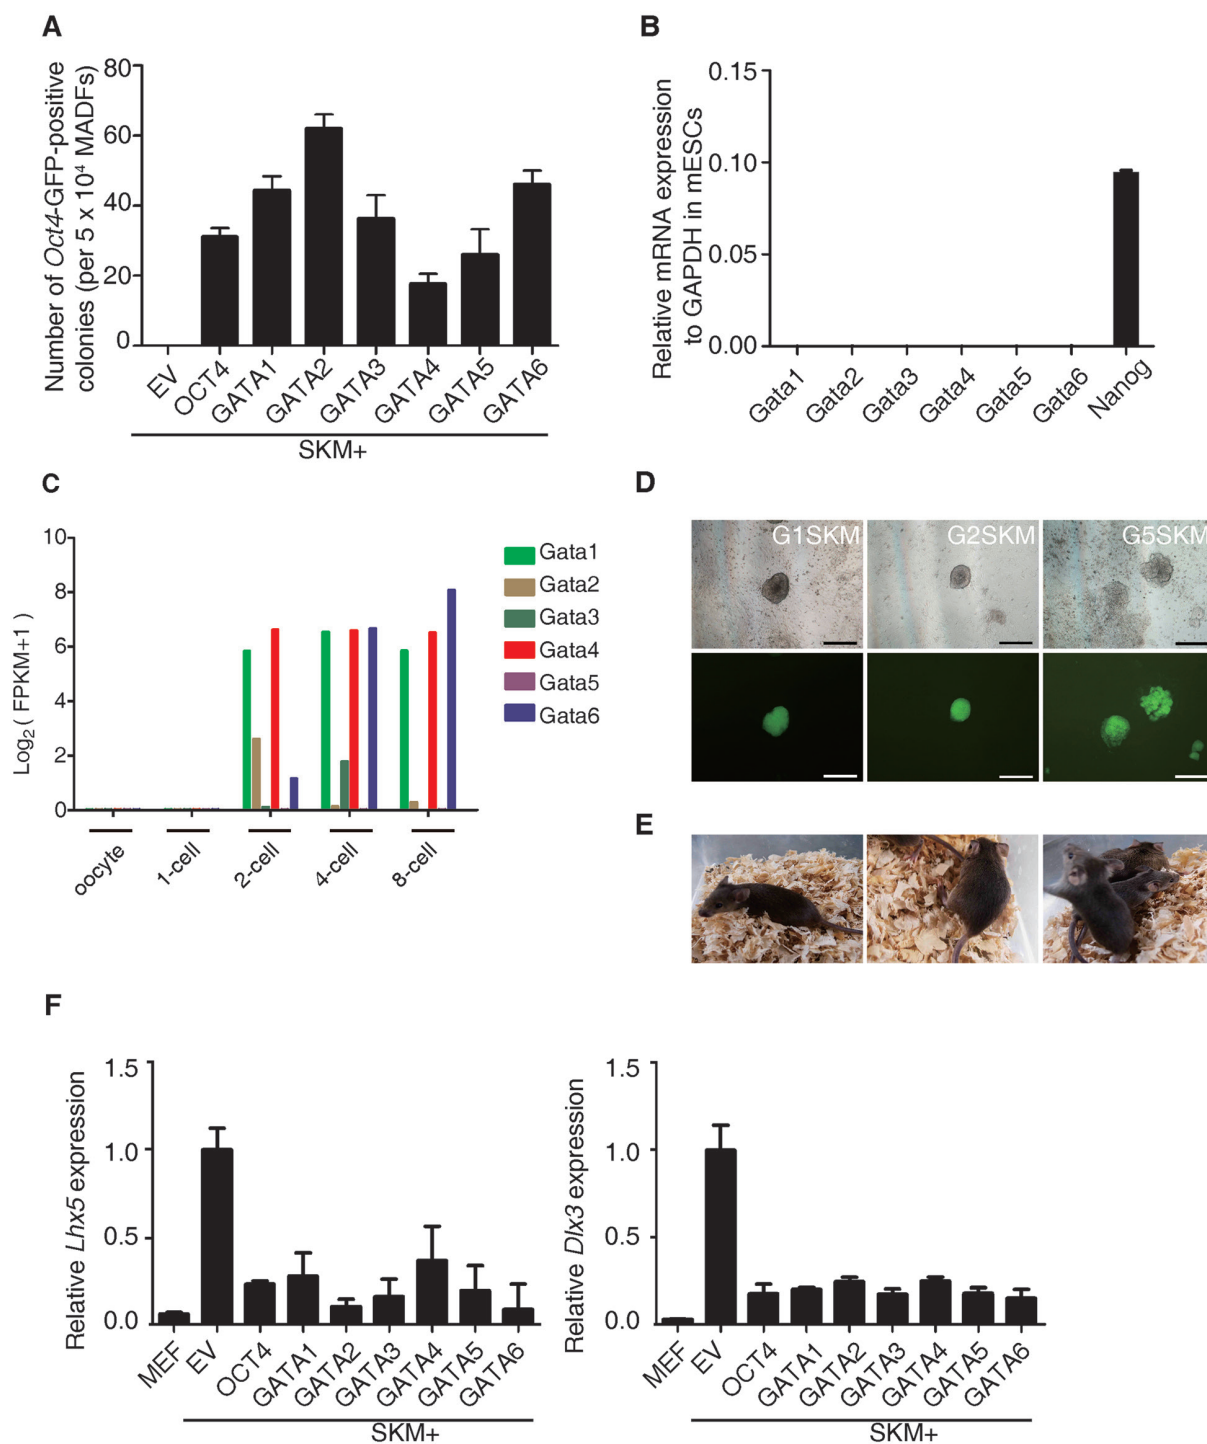 A
Number of Oct4-GFP-positive
colonies (per 5 x 10⁴ MADFs)
80
60
40
20
0
EV
OCT4
GATA1
GATA2
GATA3
GATA4
GATA5
GATA6
SKM+
B
Relative mRNA expression
to GAPDH in mESCs
0.15
0.10
0.05
0.00
Gata1
Gata2
Gata3
Gata4
Gata5
Gata6
Nanog
C
Log₂( FPKM+1 )
10
8
6
4
2
0
oocyte
1-cell
2-cell
4-cell
8-cell
Gata1
Gata2
Gata3
Gata4
Gata5
Gata6
D
G1SKM
G2SKM
G5SKM
E
F
Relative Lhx5 expression
1.5
1.0
0.5
0.0
MEF
EV
OCT4
GATA1
GATA2
GATA3
GATA4
GATA5
GATA6
SKM+
Relative Dlx3 expression
1.5
1.0
0.5
0.0
MEF
EV
OCT4
GATA1
GATA2
GATA3
GATA4
GATA5
GATA6
SKM+